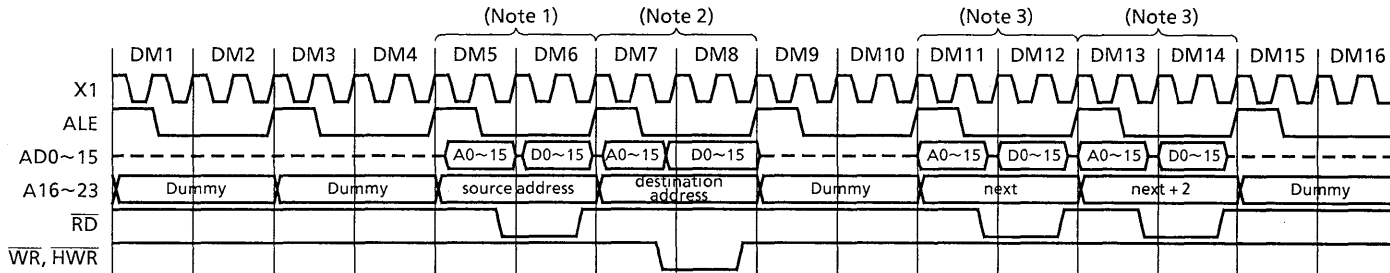 (Note 1) (Note 2) (Note 3) (Note 3)
DM1 DM2 DM3 DM4 DM5 DM6 DM7 DM8 DM9 DM10 DM11 DM12 DM13 DM14 DM15 DM16
X1
ALE
AD0~15 A0~15 D0~15 A0~15 D0~15 A0~15 D0~15 A0~15 D0~15
A16~23 Dummy Dummy source address destination address Dummy next next + 2 Dummy
RD
WR, HWR